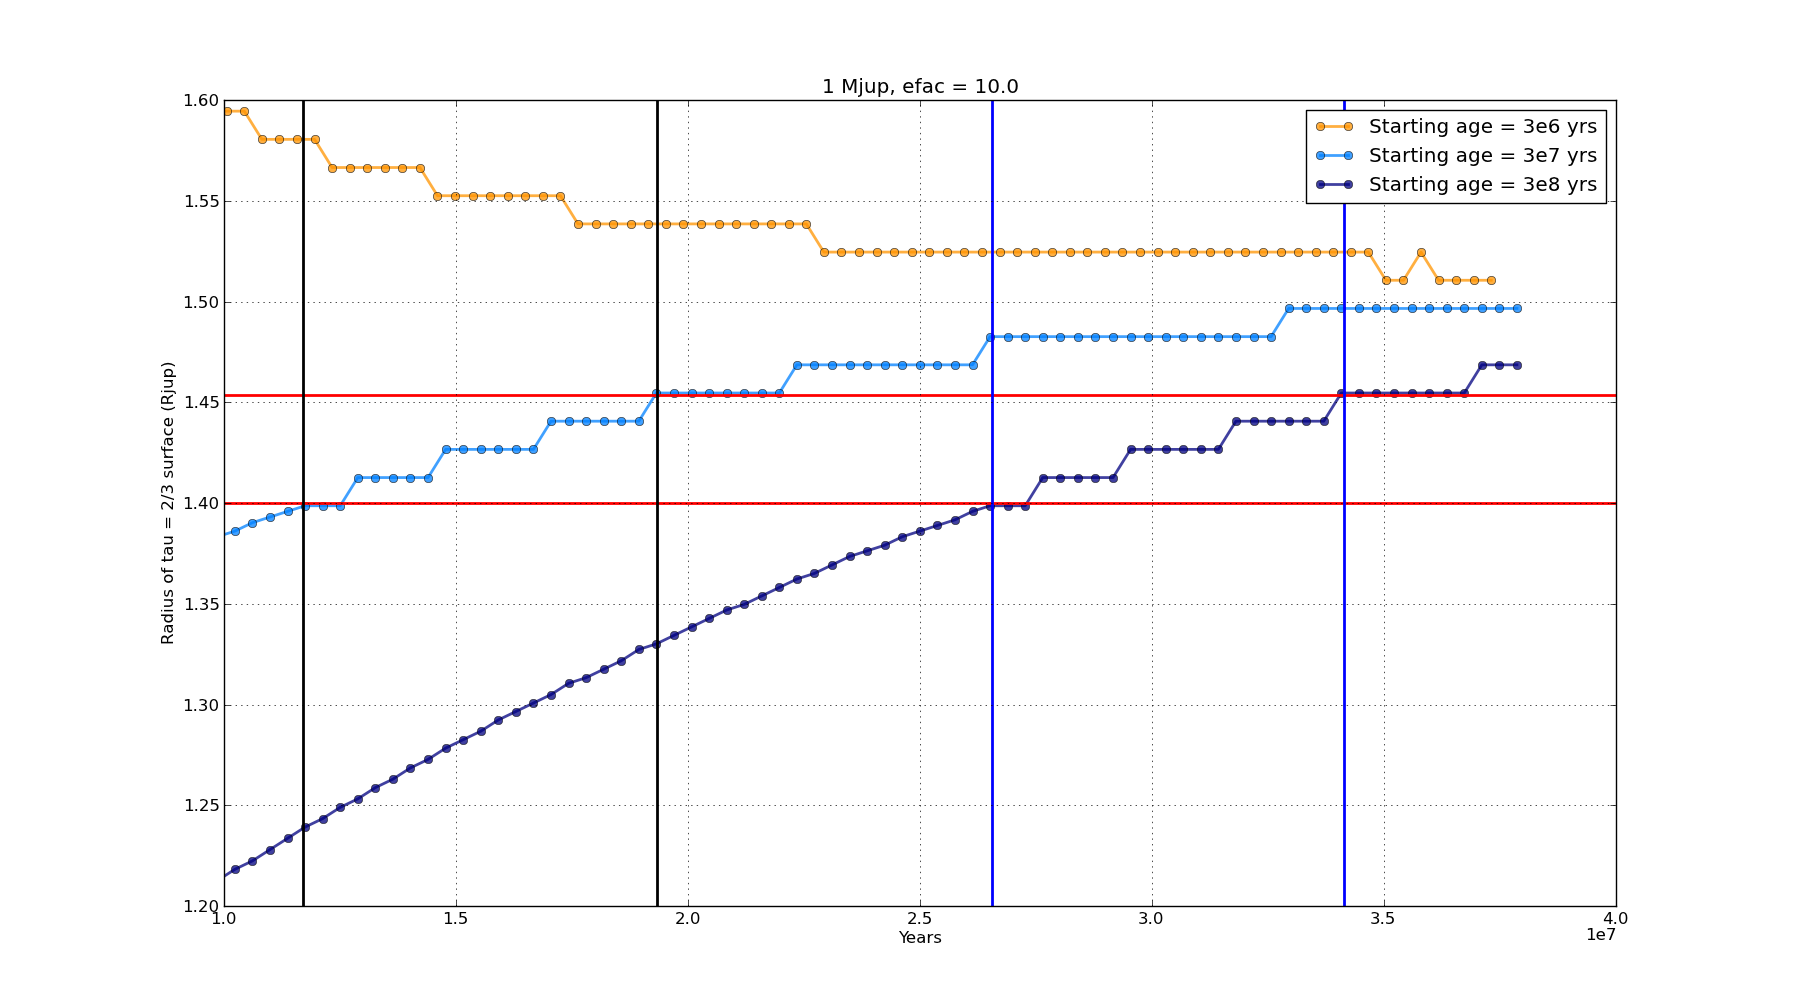 1 Mjup, efac = 10.0
Starting age = 3e6 yrs
Starting age = 3e7 yrs
Starting age = 3e8 yrs
Radius of tau = 2/3 surface (Rjup)
1.60
1.55
1.50
1.45
1.40
1.35
1.30
1.25
1.20
1.0 1.5 2.0 2.5 3.0 3.5 4.0
Years
1e7